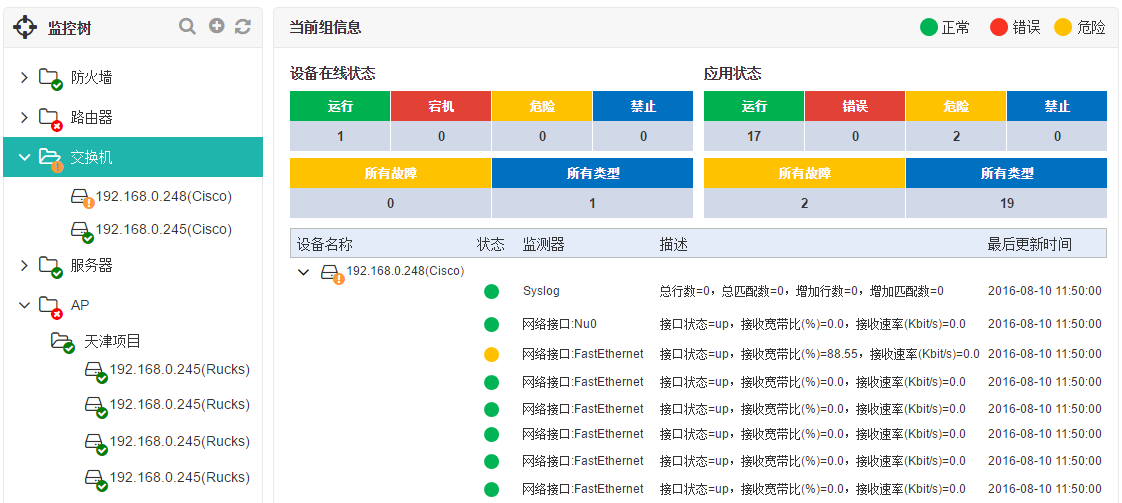 监控树
防火墙
路由器
交换机
192.168.0.248(Cisco)
192.168.0.245(Cisco)
服务器
AP
天津项目
192.168.0.245(Rucks)
192.168.0.245(Rucks)
192.168.0.245(Rucks)
192.168.0.245(Rucks)
当前组信息 正常 错误 危险
设备在线状态
运行 宕机 危险 禁止
1 0 0 0
所有故障 所有类型
0 1
应用状态
运行 错误 危险 禁止
17 0 2 0
所有故障 所有类型
2 19
设备名称 状态 监测器 描述 最后更新时间
192.168.0.248(Cisco)
Syslog 总行数=0，总匹配数=0，增加行数=0，增加匹配数=0 2016-08-10 11:50:00
网络接口:Nu0 接口状态=up，接收宽带比(%)=0.0，接收速率(Kbit/s)=0.0 2016-08-10 11:50:00
网络接口:FastEthernet 接口状态=up，接收宽带比(%)=88.55，接收速率(Kbit/s)=0.0 2016-08-10 11:50:00
网络接口:FastEthernet 接口状态=up，接收宽带比(%)=0.0，接收速率(Kbit/s)=0.0 2016-08-10 11:50:00
网络接口:FastEthernet 接口状态=up，接收宽带比(%)=0.0，接收速率(Kbit/s)=0.0 2016-08-10 11:50:00
网络接口:FastEthernet 接口状态=up，接收宽带比(%)=0.0，接收速率(Kbit/s)=0.0 2016-08-10 11:50:00
网络接口:FastEthernet 接口状态=up，接收宽带比(%)=0.0，接收速率(Kbit/s)=0.0 2016-08-10 11:50:00
网络接口:FastEthernet 接口状态=up，接收宽带比(%)=0.0，接收速率(Kbit/s)=0.0 2016-08-10 11:50:00